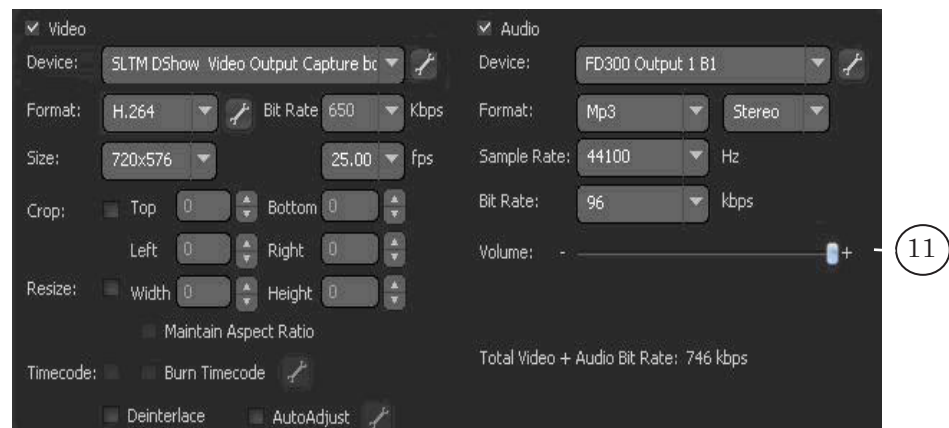 Video
Device: SLTM DShow Video Output Capture bc
Format: H.264 Bit Rate 650 Kbps
Size: 720x576 25.00 fps
Crop: Top 0 Bottom 0
Left 0 Right 0
Resize: Width 0 Height 0
Maintain Aspect Ratio
Timecode: Burn Timecode
Deinterlace AutoAdjust
Audio
Device: FD300 Output 1 B1
Format: Mp3 Stereo
Sample Rate: 44100 Hz
Bit Rate: 96 kbps
Volume: - +
Total Video + Audio Bit Rate: 746 kbps
11